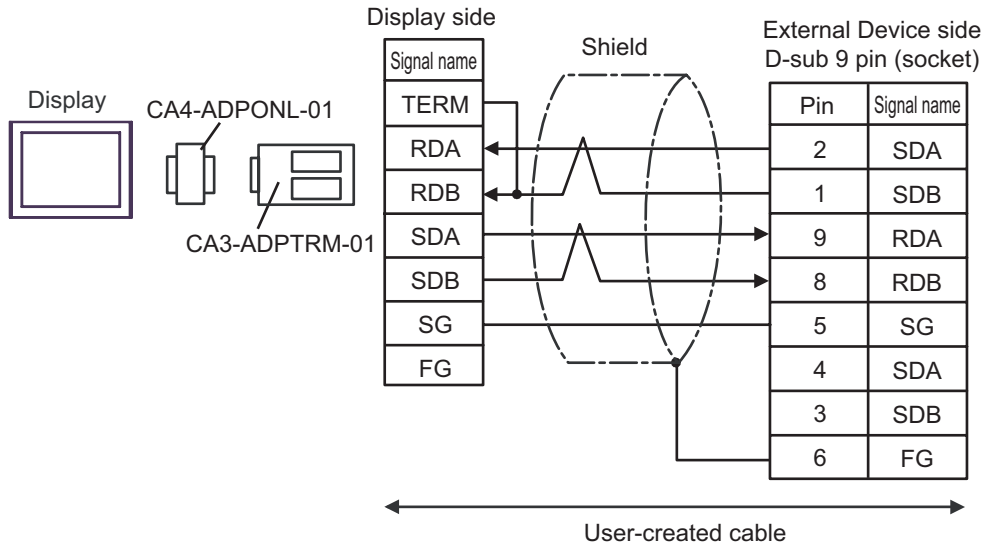 Display side
Shield
External Device side
D-sub 9 pin (socket)
Display
CA4-ADPONL-01
CA3-ADPTRM-01
Signal name
TERM
RDA
RDB
SDA
SDB
SG
FG
Pin Signal name
2 SDA
1 SDB
9 RDA
8 RDB
5 SG
4 SDA
3 SDB
6 FG
User-created cable